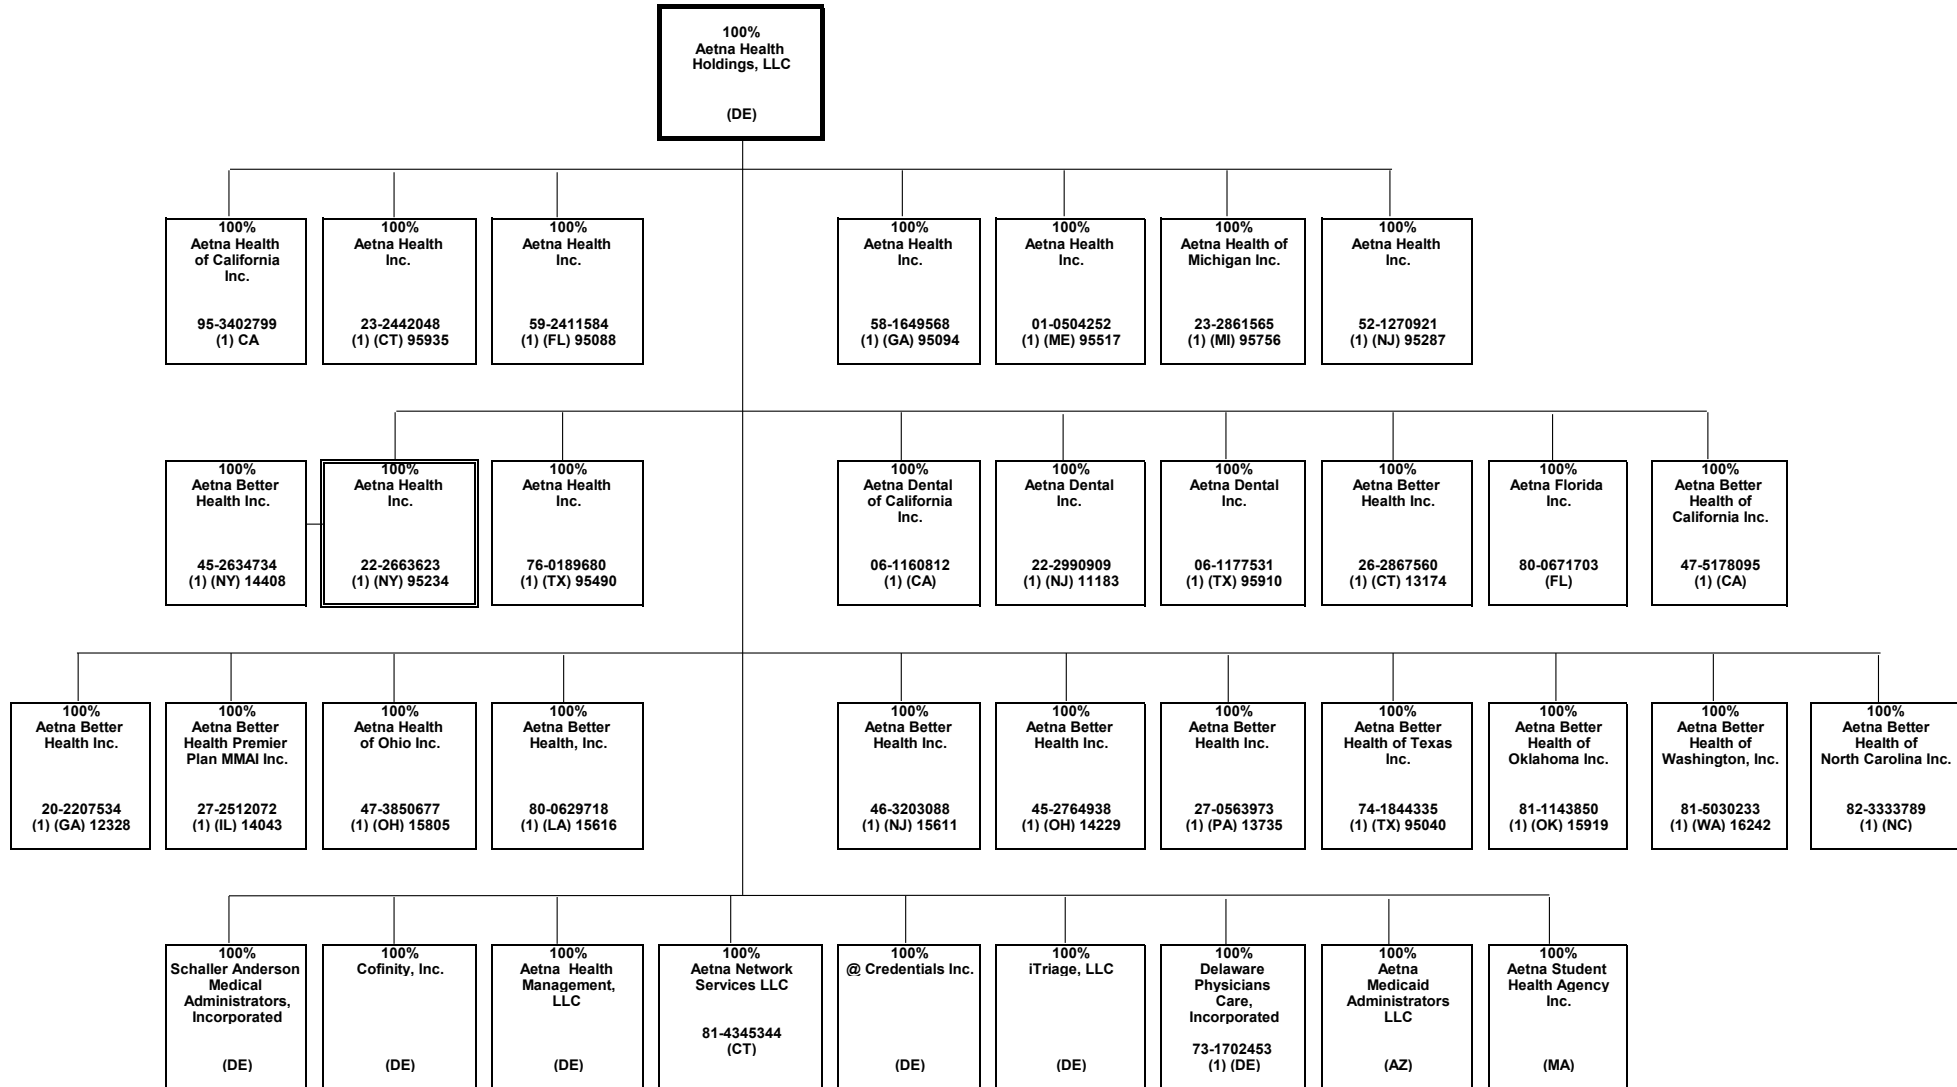 100%
Aetna Health
Holdings, LLC
(DE)
100%
Aetna Health
of California
Inc.
95-3402799
(1) CA
100%
Aetna Health
Inc.
23-2442048
(1) (CT) 95935
100%
Aetna Health
Inc.
59-2411584
(1) (FL) 95088
100%
Aetna Health
Inc.
58-1649568
(1) (GA) 95094
100%
Aetna Health
Inc.
01-0504252
(1) (ME) 95517
100%
Aetna Health of
Michigan Inc.
23-2861565
(1) (MI) 95756
100%
Aetna Health
Inc.
52-1270921
(1) (NJ) 95287
100%
Aetna Better
Health Inc.
45-2634734
(1) (NY) 14408
100%
Aetna Health
Inc.
22-2663623
(1) (NY) 95234
100%
Aetna Health
Inc.
76-0189680
(1) (TX) 95490
100%
Aetna Dental
of California
Inc.
06-1160812
(1) (CA)
100%
Aetna Dental
Inc.
22-2990909
(1) (NJ) 11183
100%
Aetna Dental
Inc.
06-1177531
(1) (TX) 95910
100%
Aetna Better
Health Inc.
26-2867560
(1) (CT) 13174
100%
Aetna Florida
Inc.
80-0671703
(FL)
100%
Aetna Better
Health of
California Inc.
47-5178095
(1) (CA)
100%
Aetna Better
Health Inc.
20-2207534
(1) (GA) 12328
100%
Aetna Better
Health Premier
Plan MMAI Inc.
27-2512072
(1) (IL) 14043
100%
Aetna Health
of Ohio Inc.
47-3850677
(1) (OH) 15805
100%
Aetna Better
Health, Inc.
80-0629718
(1) (LA) 15616
100%
Aetna Better
Health Inc.
46-3203088
(1) (NJ) 15611
100%
Aetna Better
Health Inc.
45-2764938
(1) (OH) 14229
100%
Aetna Better
Health Inc.
27-0563973
(1) (PA) 13735
100%
Aetna Better
Health of Texas
Inc.
74-1844335
(1) (TX) 95040
100%
Aetna Better
Health of
Oklahoma Inc.
81-1143850
(1) (OK) 15919
100%
Aetna Better
Health of
Washington, Inc.
81-5030233
(1) (WA) 16242
100%
Aetna Better
Health of
North Carolina Inc.
82-3333789
(1) (NC)
100%
Schaller Anderson
Medical
Administrators,
Incorporated
(DE)
100%
Cofinity, Inc.
(DE)
100%
Aetna Health
Management,
LLC
(DE)
100%
Aetna Network
Services LLC
81-4345344
(CT)
100%
@ Credentials Inc.
(DE)
100%
iTriage, LLC
(DE)
100%
Delaware
Physicians
Care,
Incorporated
73-1702453
(1) (DE)
100%
Aetna
Medicaid
Administrators
LLC
(AZ)
100%
Aetna Student
Health Agency
Inc.
(MA)